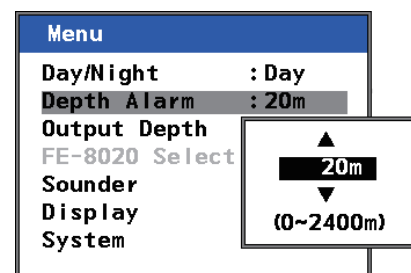 Menu
Day/Night : Day
Depth Alarm : 20m
Output Depth
FE-8020 Select
Sounder
Display
System
▲
20m
▼
(0~2400m)